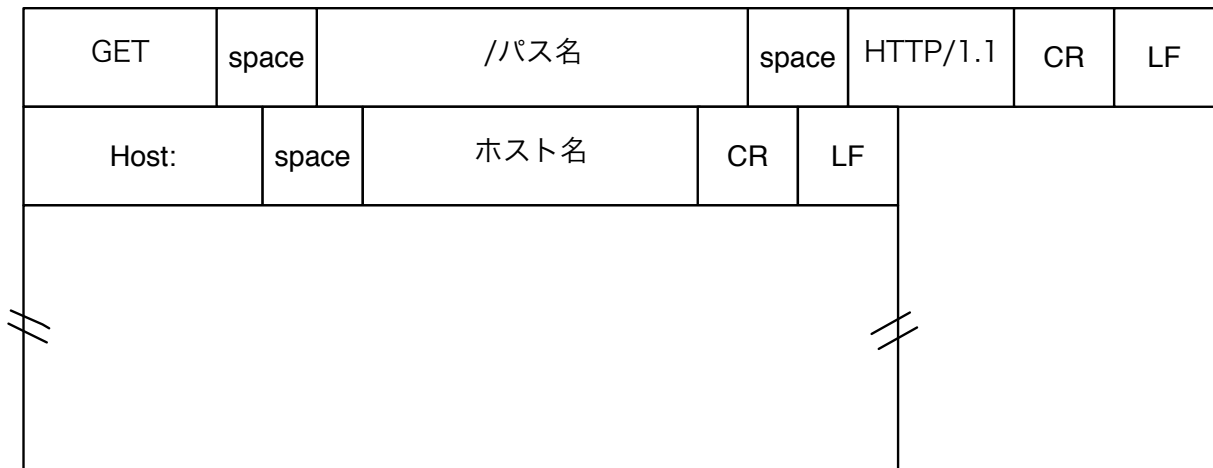 GET space /パス名 space HTTP/1.1 CR LF
Host: space ホスト名 CR LF